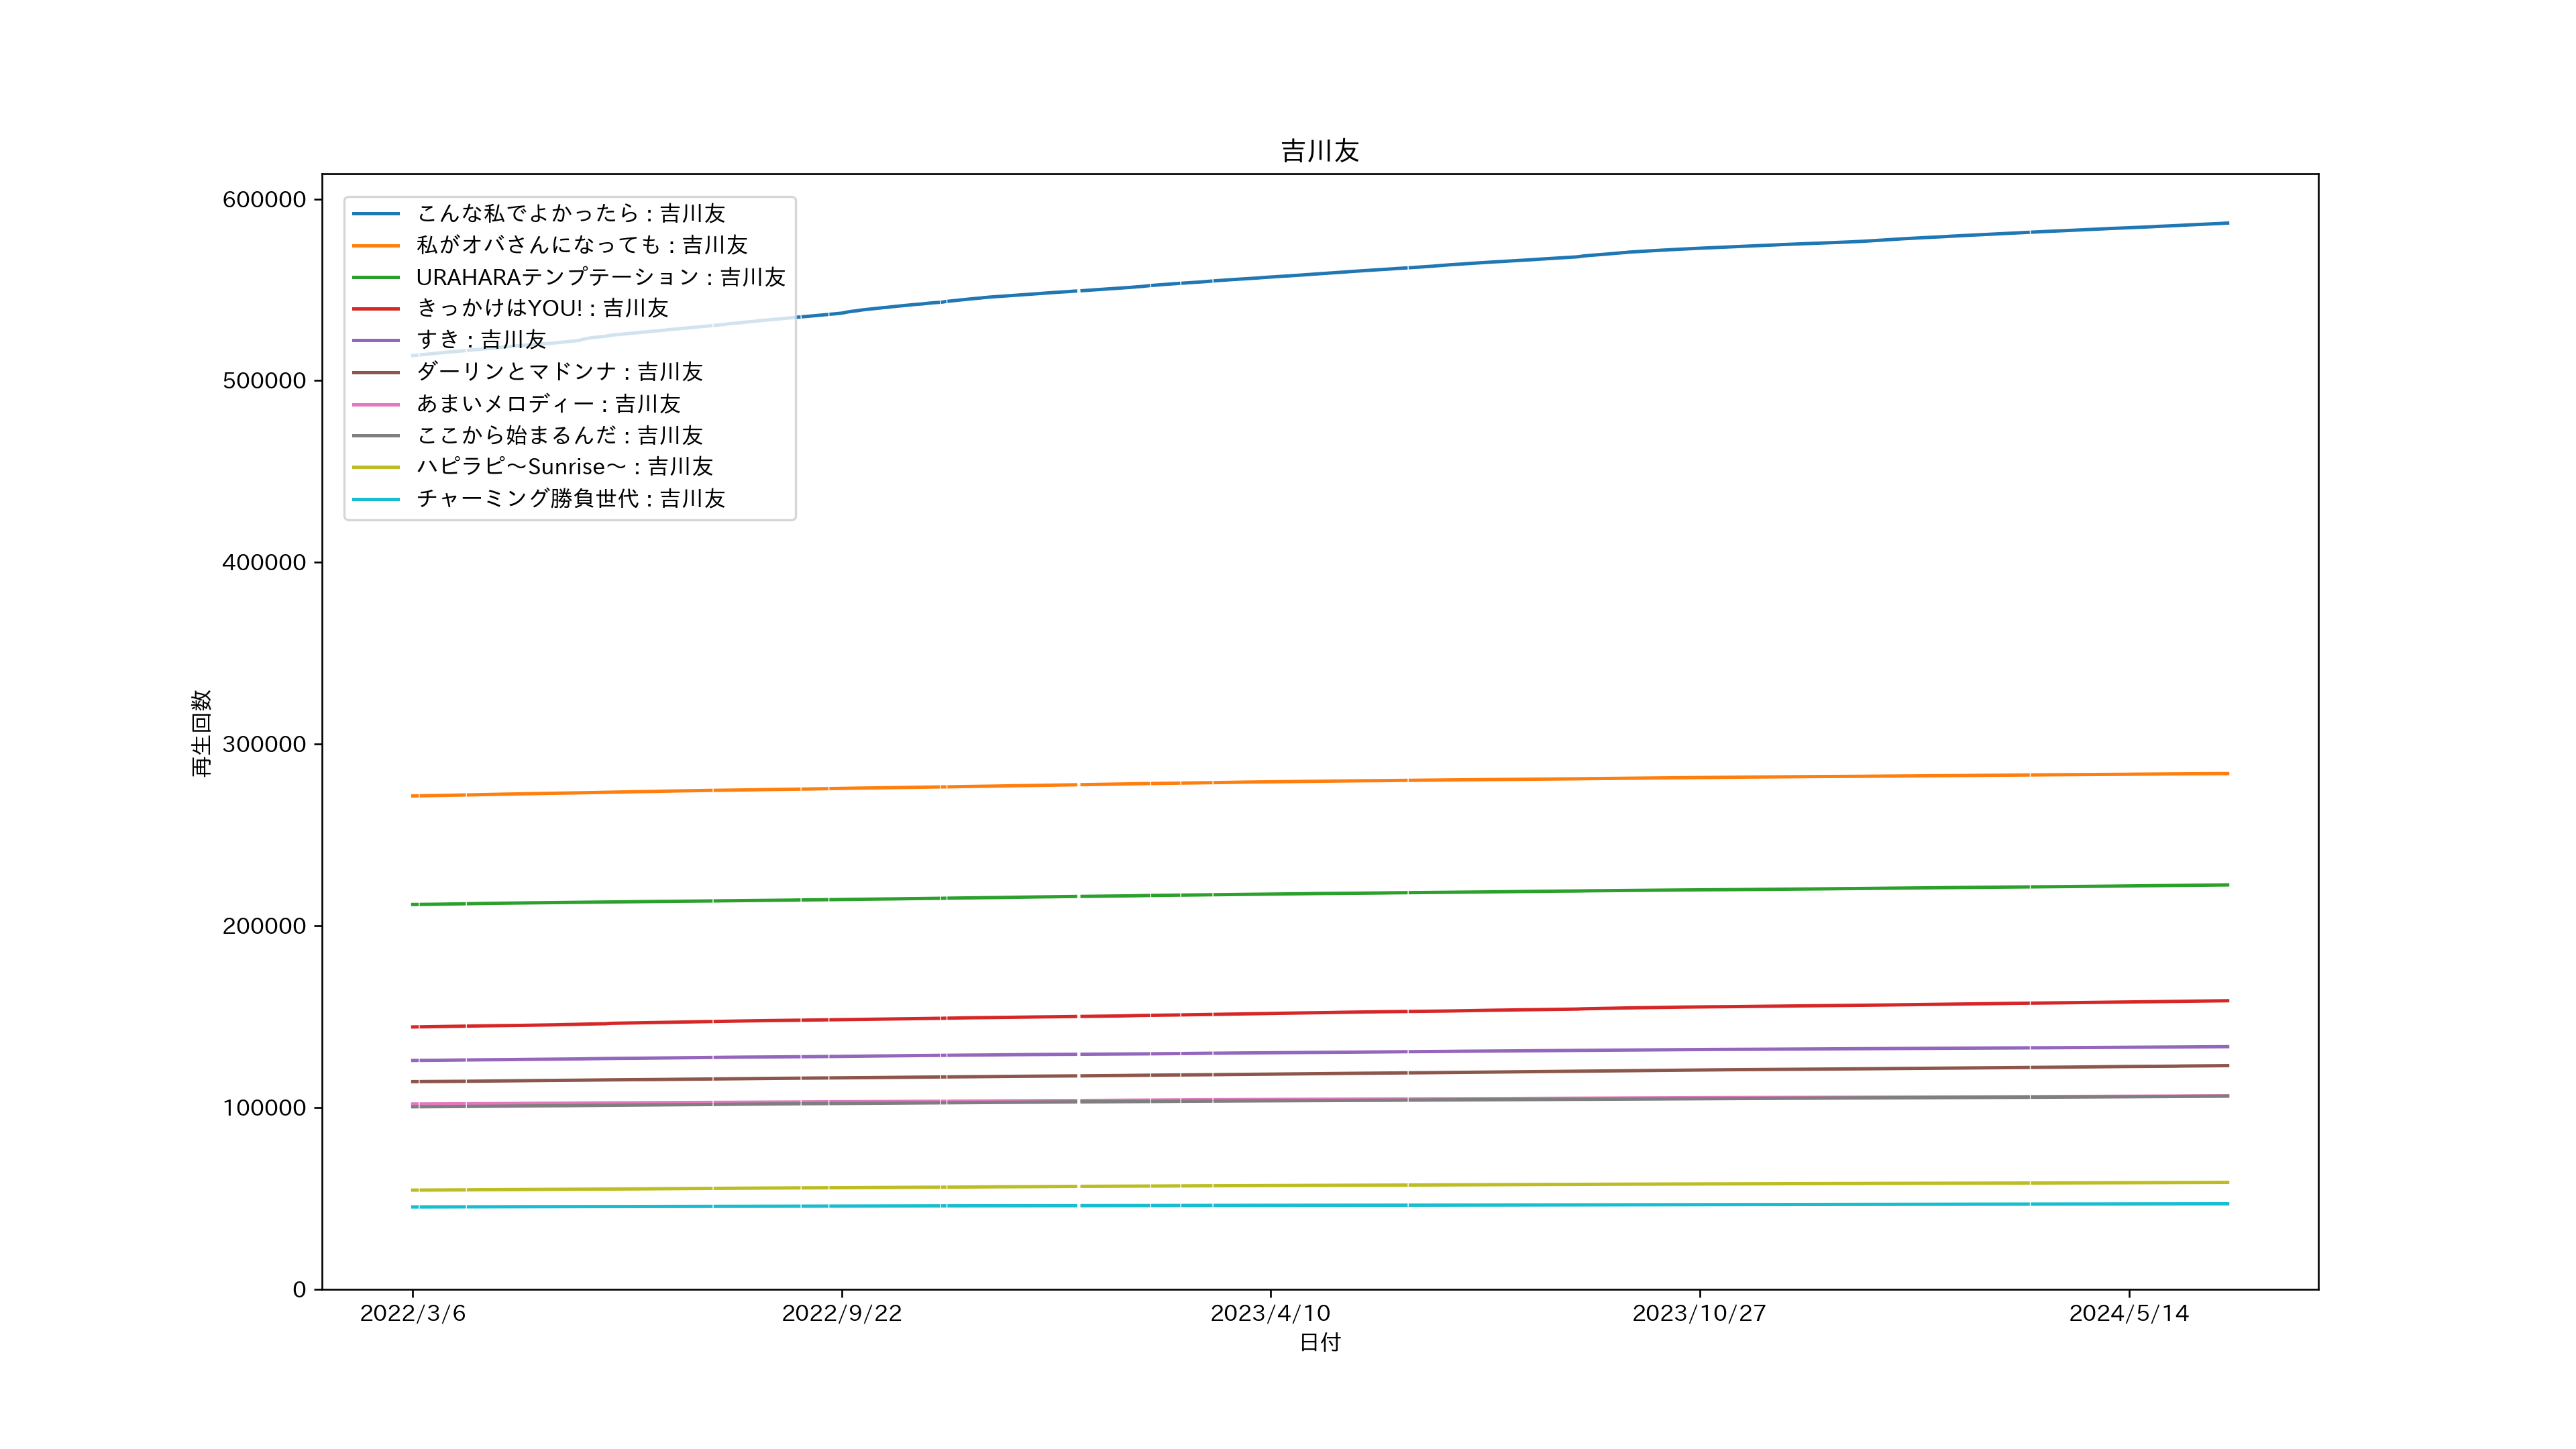 吉川友
600000
500000
400000
300000
200000
100000
0
再生回数
こんな私でよかったら : 吉川友
私がオバさんになっても : 吉川友
URAHARAテンプテーション : 吉川友
きっかけはYOU! : 吉川友
すき : 吉川友
ダーリンとマドンナ : 吉川友
あまいメロディー : 吉川友
ここから始まるんだ : 吉川友
ハピラピ〜Sunrise〜 : 吉川友
チャーミング勝負世代 : 吉川友
2022/3/6 2022/9/22 2023/4/10 2023/10/27 2024/5/14
日付